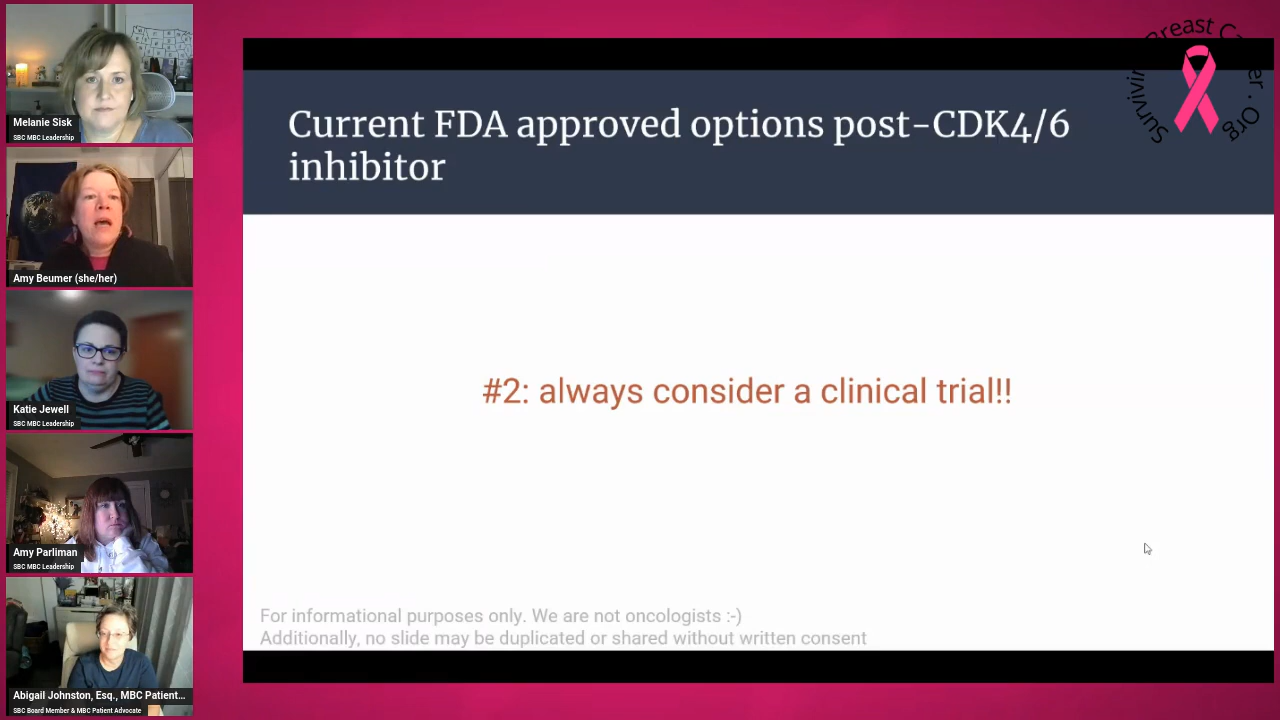 Melanie Sisk
SBC MBC Leadership
Amy Beumer (she/her)
Katie Jewell
SBC MBC Leadership
Amy Parliman
SBC MBC Leadership
Abigail Johnston, Esq., MBC Patient...
SBC Board Member & MBC Patient Advocate
Current FDA approved options post-CDK4/6
inhibitor
#2: always consider a clinical trial!!
For informational purposes only. We are not oncologists :-)
Additionally, no slide may be duplicated or shared without written consent